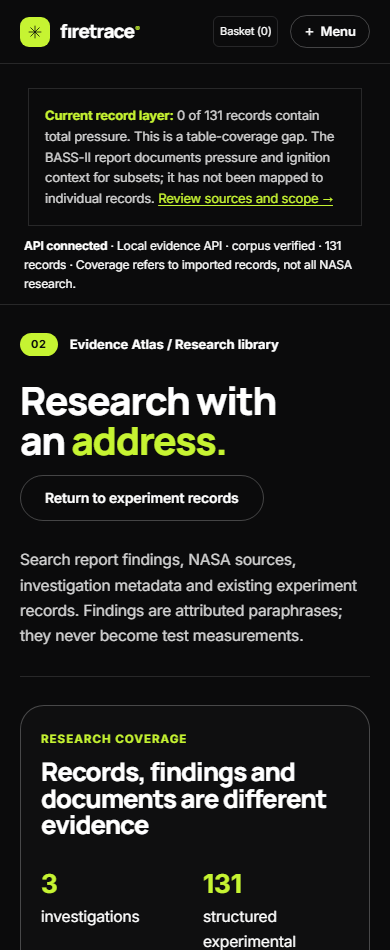 firetrace
Basket (0)
+ Menu
Current record layer: 0 of 131 records contain
total pressure. This is a table-coverage gap. The
BASS-II report documents pressure and ignition
context for subsets; it has not been mapped to
individual records. Review sources and scope →
API connected · Local evidence API · corpus verified · 131
records · Coverage refers to imported records, not all NASA
research.
02 Evidence Atlas / Research library
Research with
an address.
Return to experiment records
Search report findings, NASA sources,
investigation metadata and existing experiment
records. Findings are attributed paraphrases;
they never become test measurements.
RESEARCH COVERAGE
Records, findings and
documents are different
evidence
3
investigations
131
structured
experimental